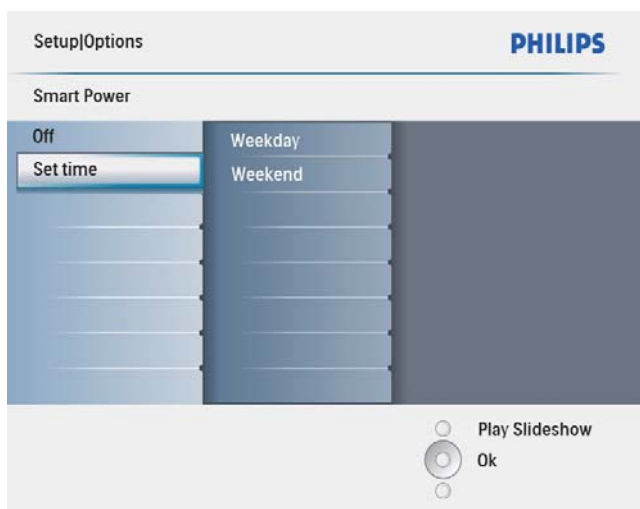 Setup|Options
PHILIPS
Smart Power
Off
Set time
Weekday
Weekend
Play Slideshow
Ok